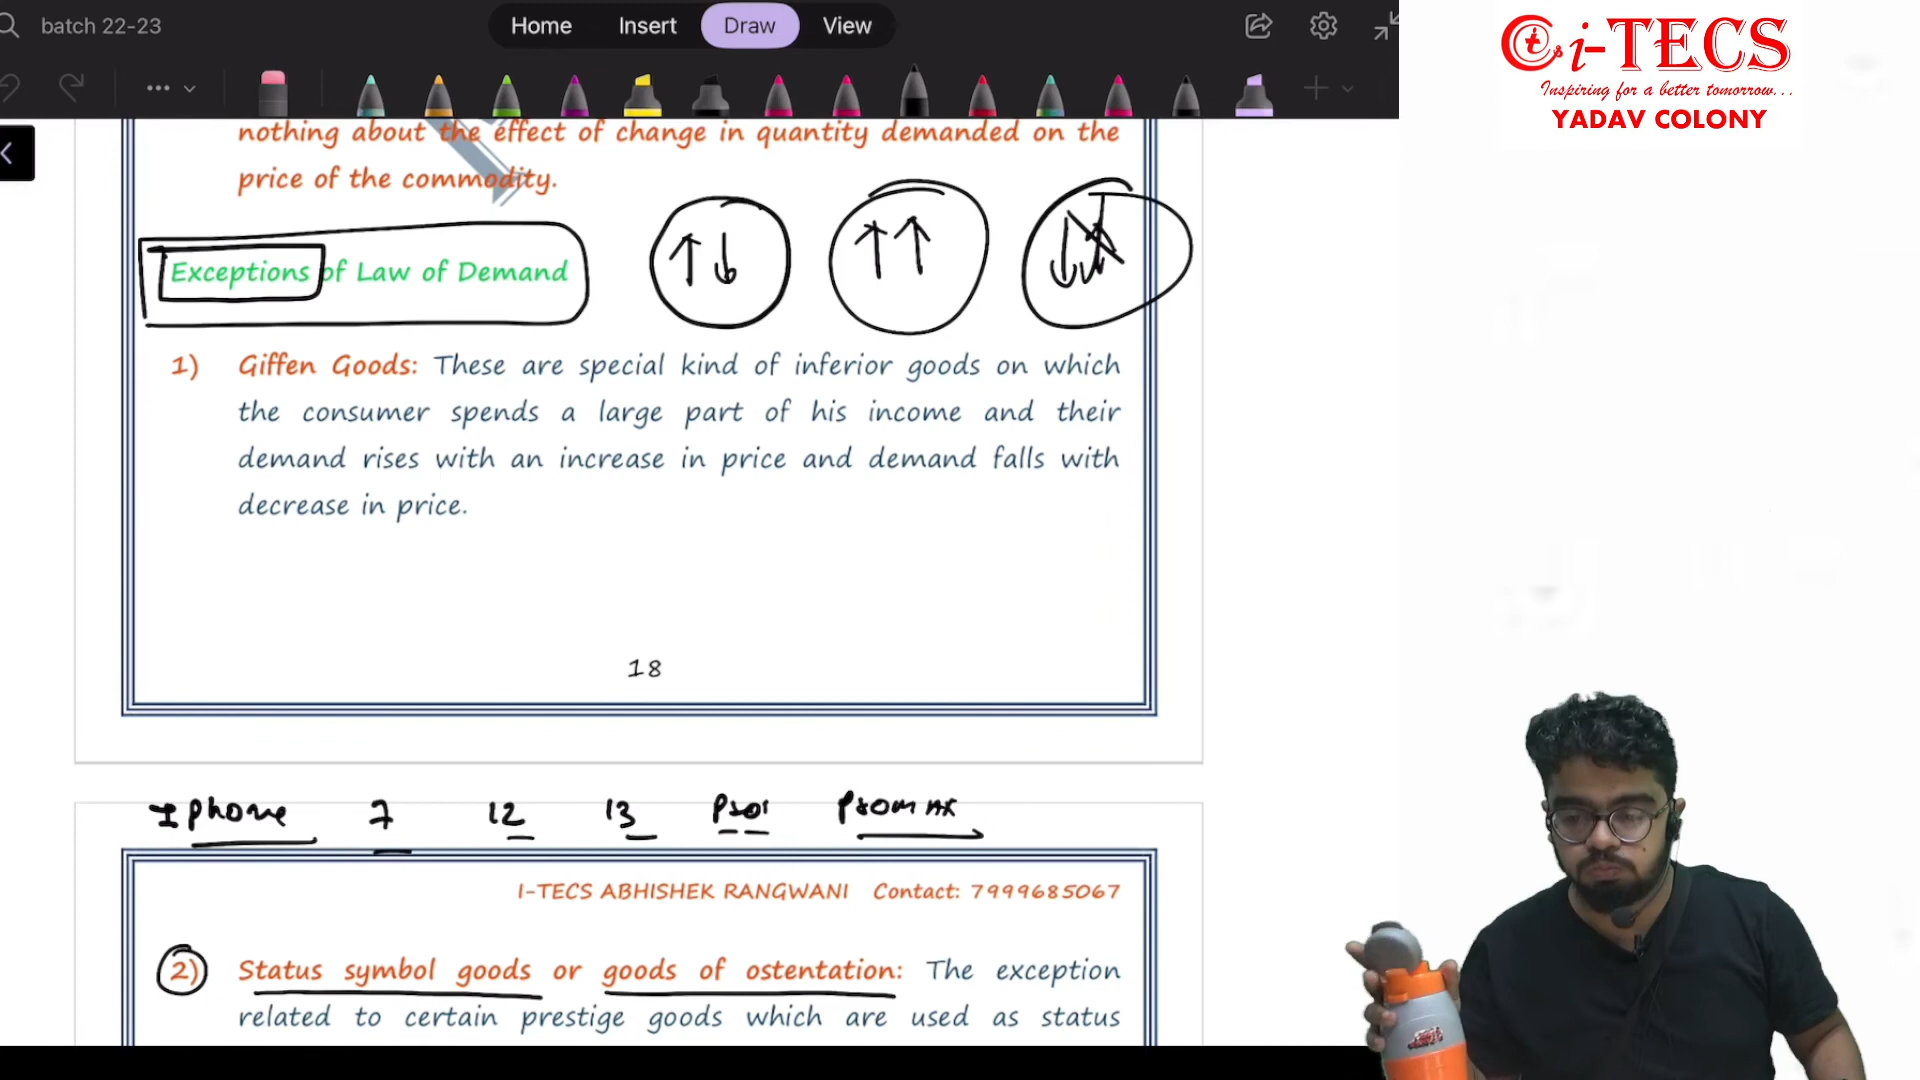 batch 22-23
Home Insert Draw View
i-TECS
Inspiring for a better tomorrow...
YADAV COLONY
nothing about the effect of change in quantity demanded on the
price of the commodity.
Exceptions of Law of Demand
1) Giffen Goods: These are special kind of inferior goods on which
the consumer spends a large part of his income and their
demand rises with an increase in price and demand falls with
decrease in price.
18
Iphone 7 12 13 Promax
I-TECS ABHISHEK RANGWANI Contact: 7999685067
2) Status symbol goods or goods of ostentation: The exception
related to certain prestige goods which are used as status